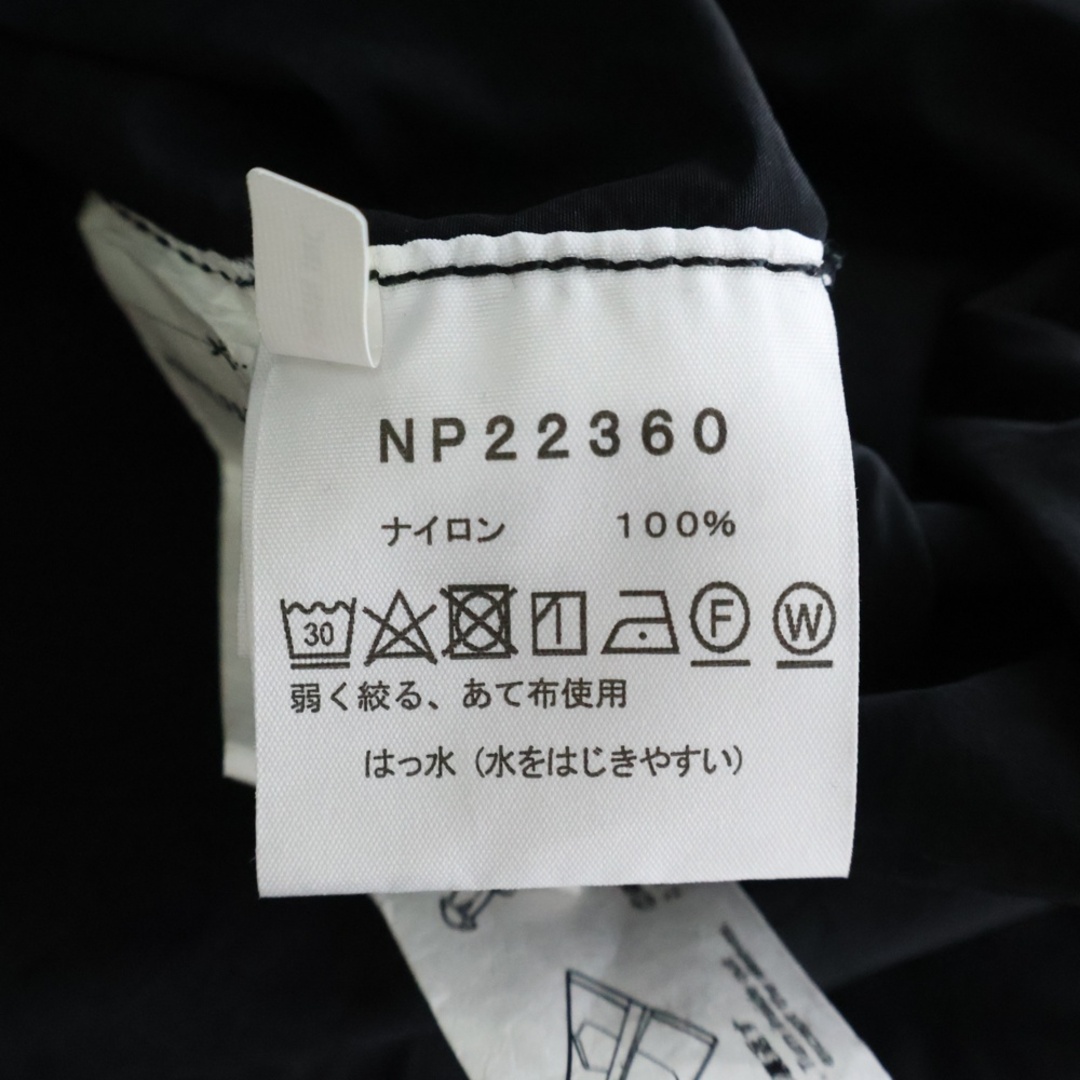 NP22360
ナイロン 100%
30 F W
弱く絞る、あて布使用
はっ水（水をはじきやすい）